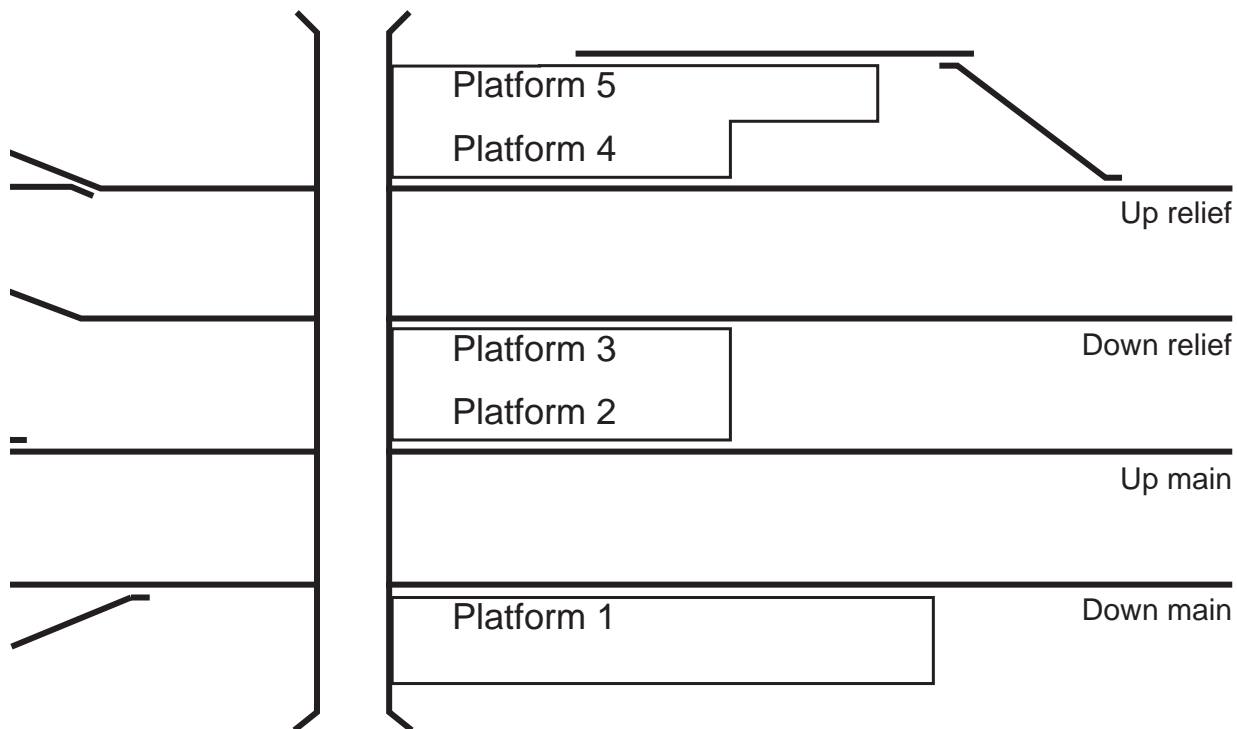 Platform 5
Platform 4
Up relief
Down relief
Platform 3
Platform 2
Up main
Down main
Platform 1